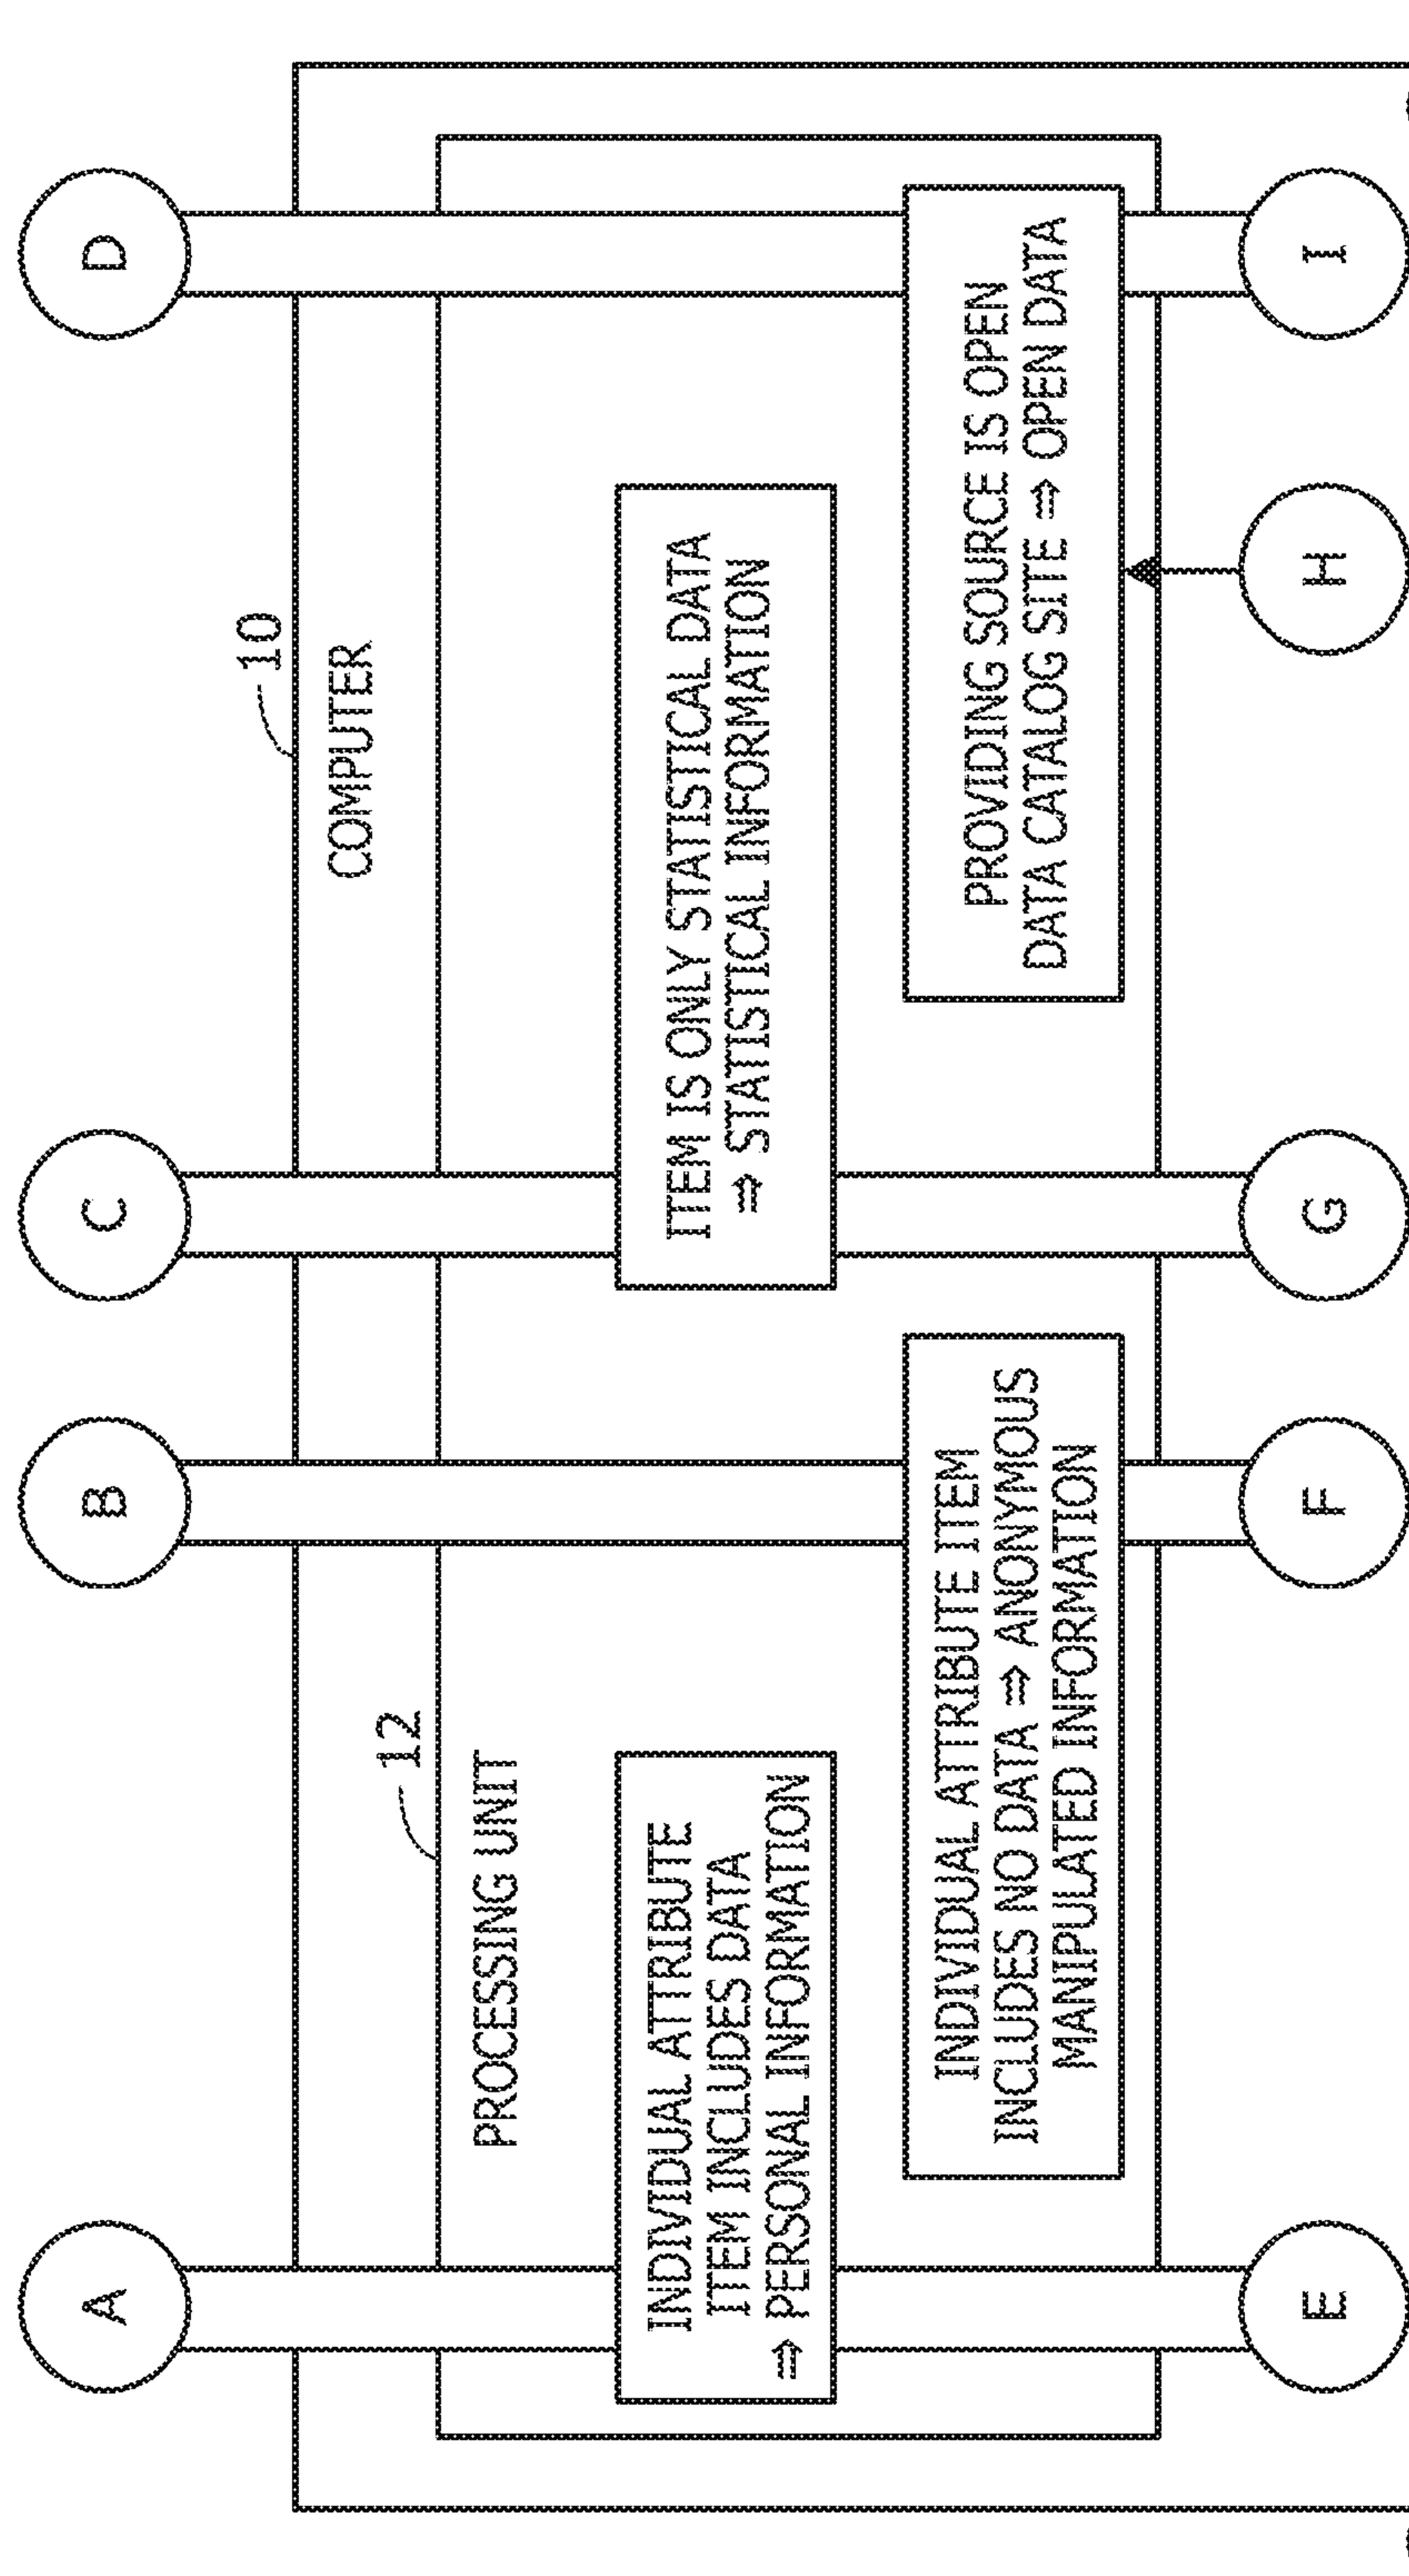 A
B
C
D
10
COMPUTER
12
PROCESSING UNIT
INDIVIDUAL ATTRIBUTE
ITEM INCLUDES DATA
⇒ PERSONAL INFORMATION
ITEM IS ONLY STATISTICAL DATA
⇒ STATISTICAL INFORMATION
INDIVIDUAL ATTRIBUTE ITEM
INCLUDES NO DATA ⇒ ANONYMOUS
MANIPULATED INFORMATION
PROVIDING SOURCE IS OPEN
DATA CATALOG SITE ⇒ OPEN DATA
E
F
G
H
I